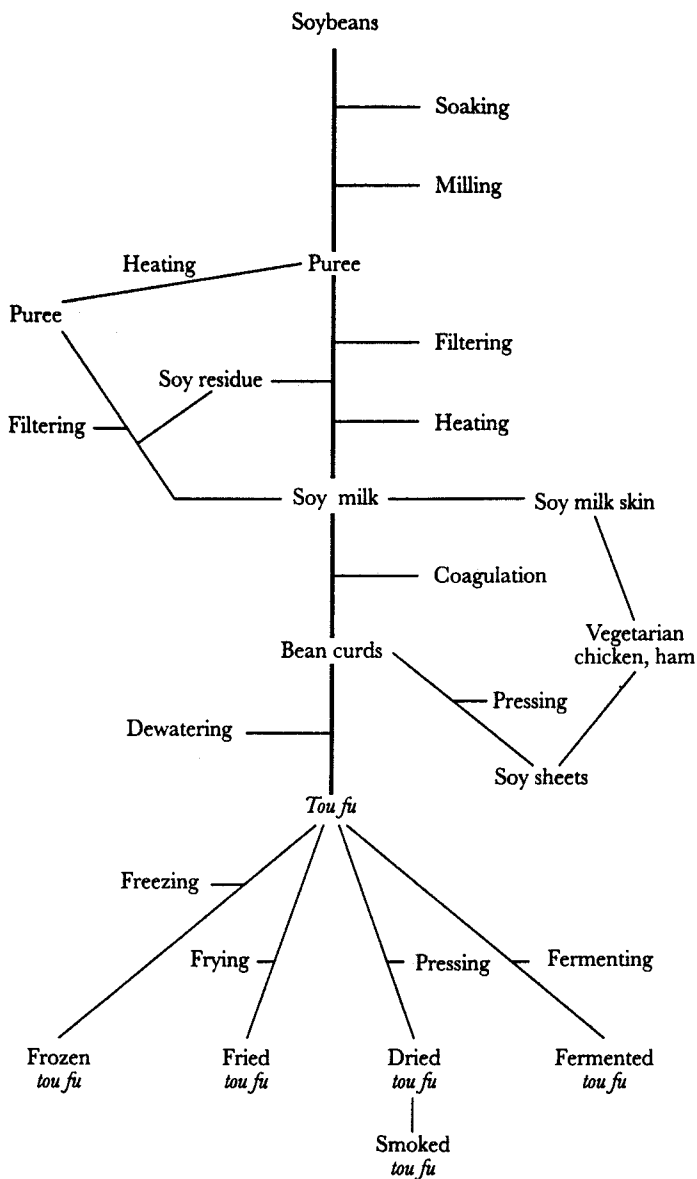 Soybeans
Soaking
Milling
Heating
Puree
Puree
Filtering
Soy residue
Filtering
Heating
Soy milk
Soy milk skin
Coagulation
Vegetarian
chicken, ham
Bean curds
Pressing
Dewatering
Soy sheets
Tou fu
Freezing
Frying
Pressing
Fermenting
Frozen
tou fu
Fried
tou fu
Dried
tou fu
Fermented
tou fu
Smoked
tou fu